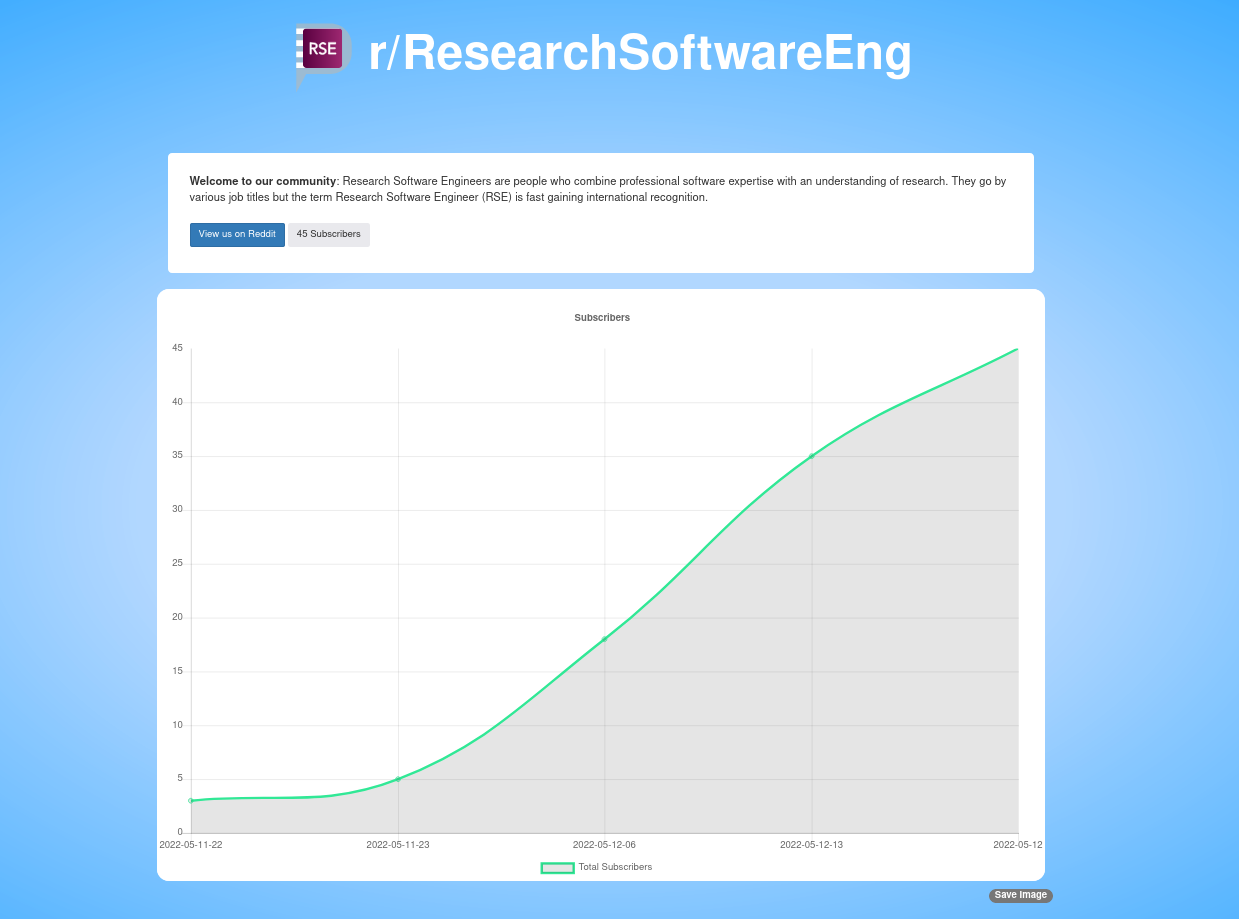 RSE
r/ResearchSoftwareEng
Welcome to our community: Research Software Engineers are people who combine professional software expertise with an understanding of research. They go by
various job titles but the term Research Software Engineer (RSE) is fast gaining international recognition.
View us on Reddit 45 Subscribers
Subscribers
45
40
35
30
25
20
15
10
5
0
2022-05-11-22 2022-05-11-23 2022-05-12-06 2022-05-12-13 2022-05-12
Total Subscribers
Save Image